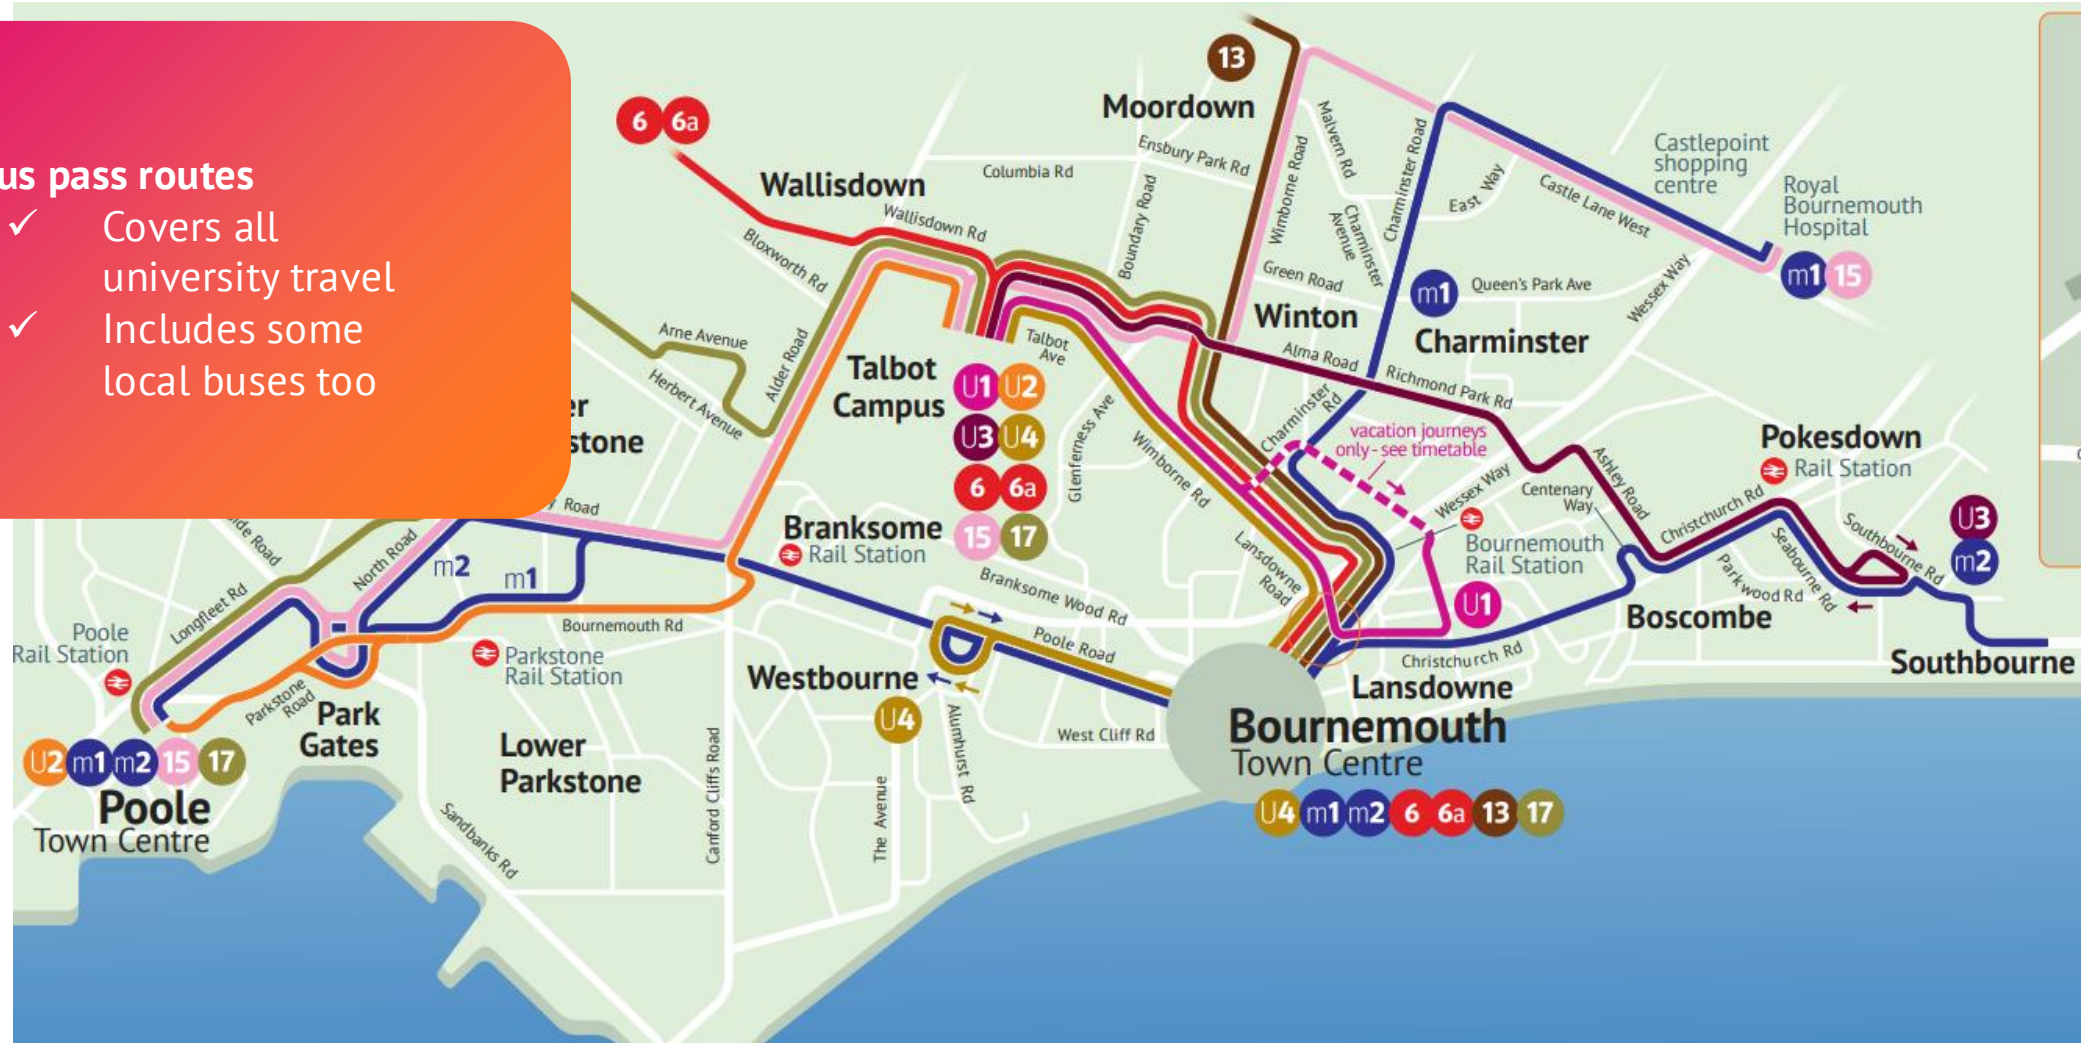 us pass routes
✓ Covers all
university travel
✓ Includes some
local buses too
13
Moordown
6 6a
Wallisdown
Columbia Rd
Ensbury Park Rd
Wallisdown Rd
Bloxworth Rd
Boundary Road
Wimborne Road
Malvern Rd
Charminster
Avenue
Charminster Road
East Way
Castle Lane West
Castlepoint
shopping
centre
Royal
Bournemouth
Hospital
m1 15
Green Road
m1
Queen's Park Ave
Wessex Way
Winton
Charminster
Arne Avenue
Herbert Avenue
Alder Road
Talbot
Campus
U1 U2
U3 U4
6 6a
15 17
Talbot
Ave
Glenferness Ave
Wimborne Rd
Alma Road
Richmond Park Rd
Charminster
Rd
vacation journeys
only - see timetable
Wessex Way
Centenary
Way
Ashley Road
Pokesdown
Rail Station
Christchurch Rd
Southbourne Rd
Seabourne Rd
Parkwood Rd
U3
m2
er
stone
Road
Road
North Road
m2
m1
Branksome
Rail Station
Branksome Wood Rd
Lansdowne
Road
Bournemouth
Rail Station
U1
Boscombe
Southbourne
Longfleet Rd
Poole
Rail Station
Parkstone
Road
Park
Gates
Bournemouth Rd
Parkstone
Rail Station
Westbourne
U4
Poole Road
Christchurch Rd
Lansdowne
Bournemouth
Town Centre
U4 m1 m2 6 6a 13 17
West Cliff Rd
Alumhurst Rd
The Avenue
Canford Cliffs Road
Lower
Parkstone
Sandbanks Rd
U2 m1 m2 15 17
Poole
Town Centre